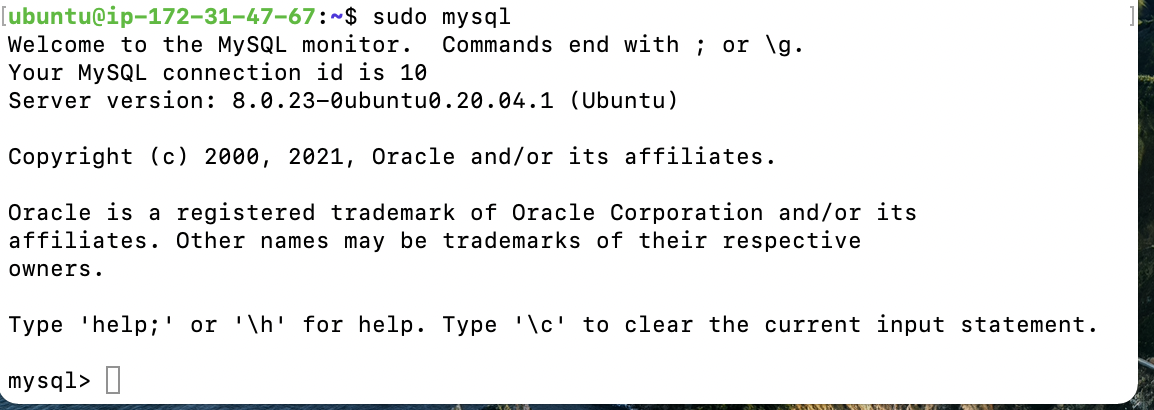 [ubuntu@ip-172-31-47-67:~$ sudo mysql ]
Welcome to the MySQL monitor.  Commands end with ; or \g.
Your MySQL connection id is 10
Server version: 8.0.23-0ubuntu0.20.04.1 (Ubuntu)
Copyright (c) 2000, 2021, Oracle and/or its affiliates.
Oracle is a registered trademark of Oracle Corporation and/or its
affiliates. Other names may be trademarks of their respective
owners.
Type 'help;' or '\h' for help. Type '\c' to clear the current input statement.
mysql>